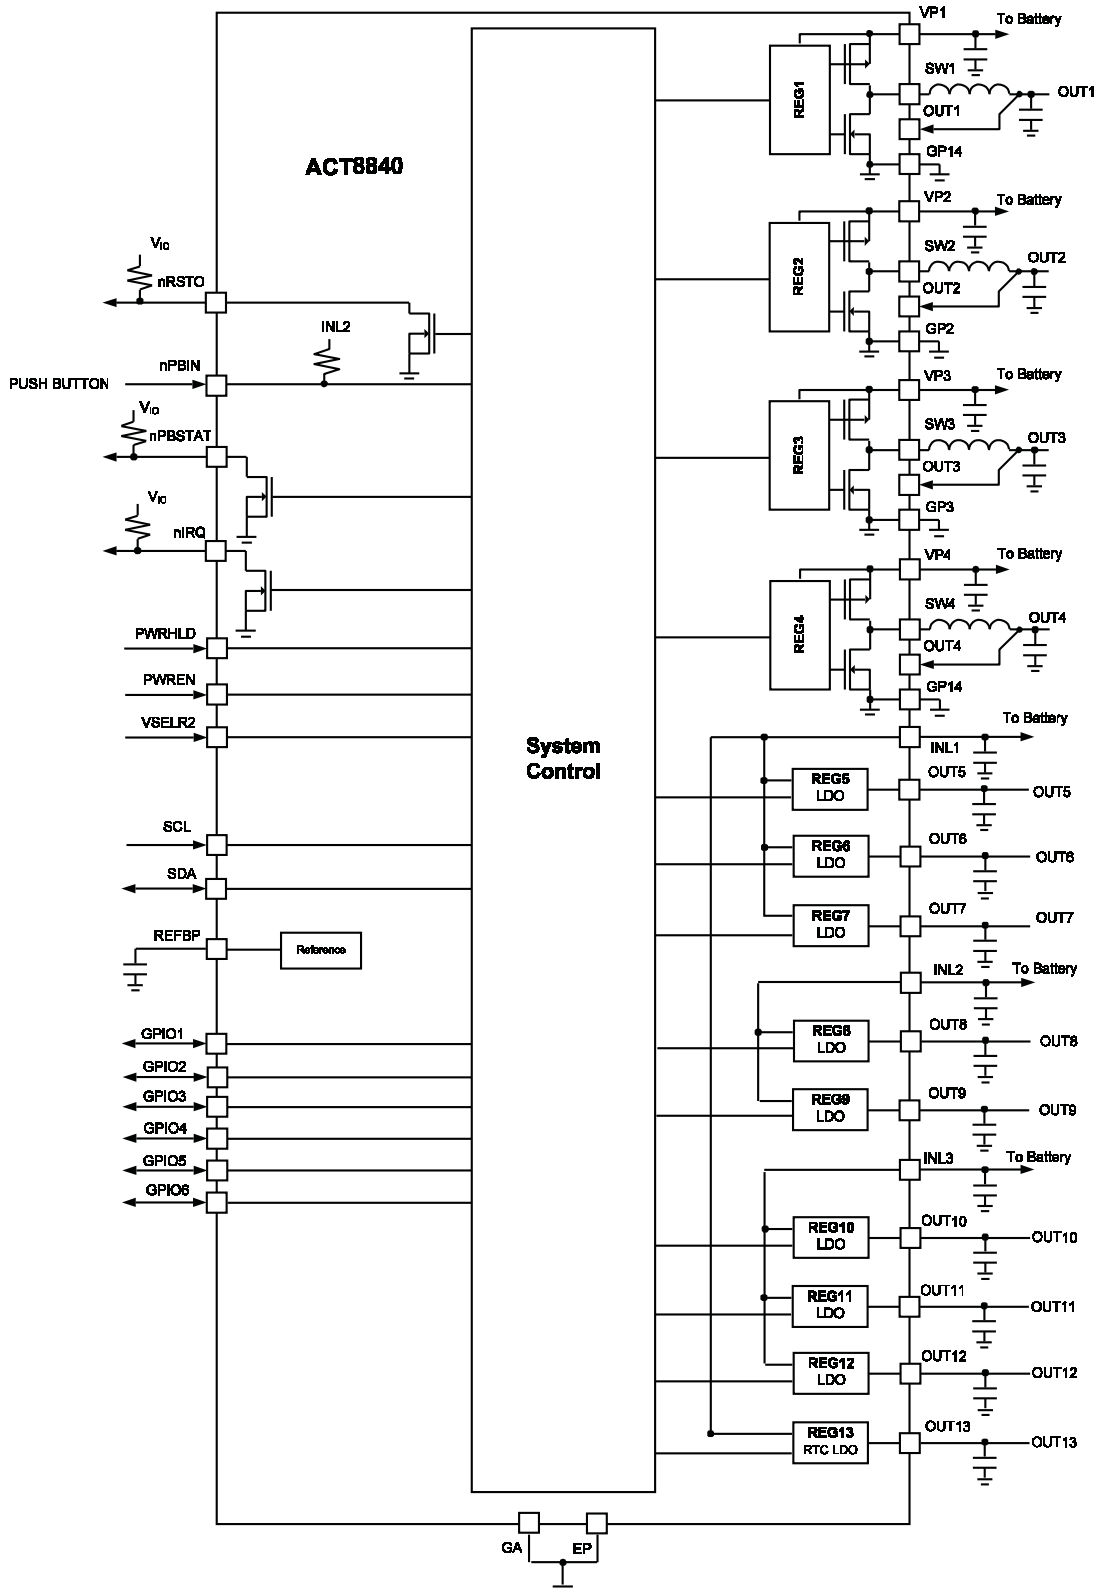 ACT8840
System
Control
VIO
nRSTO
INL2
nPBIN
PUSH BUTTON
VIO
nPBSTAT
VIO
nIRQ
PWRHLD
PWREN
VSELR2
SCL
SDA
REFBP
Reference
GPIO1
GPIO2
GPIO3
GPIO4
GPIO5
GPIO6
GA
EP
REG1
VP1
To Battery
SW1
OUT1
OUT1
GP14
REG2
VP2
To Battery
SW2
OUT2
OUT2
GP2
REG3
VP3
To Battery
SW3
OUT3
OUT3
GP3
REG4
VP4
To Battery
SW4
OUT4
OUT4
GP14
To Battery
INL1
REG5
LDO
OUT5
OUT5
REG6
LDO
OUT6
OUT6
REG7
LDO
OUT7
OUT7
INL2
To Battery
REG8
LDO
OUT8
OUT8
REG9
LDO
OUT9
OUT9
INL3
To Battery
REG10
LDO
OUT10
OUT10
REG11
LDO
OUT11
OUT11
REG12
LDO
OUT12
OUT12
REG13
RTC LDO
OUT13
OUT13